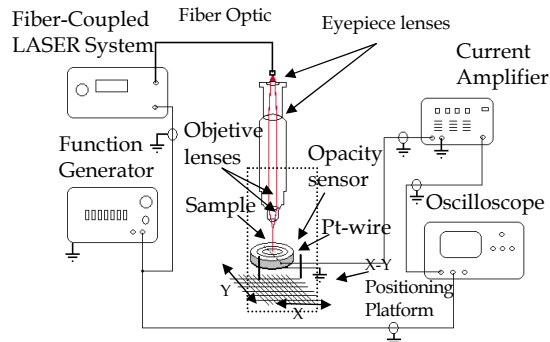 Fiber Optic
Fiber-Coupled
LASER System
Eyepiece lenses
Current
Amplifier
Function
Generator
Objetive
lenses
Opacity
sensor
Sample
Pt-wire
Oscilloscope
X-Y
Positioning
Platform
Y
X